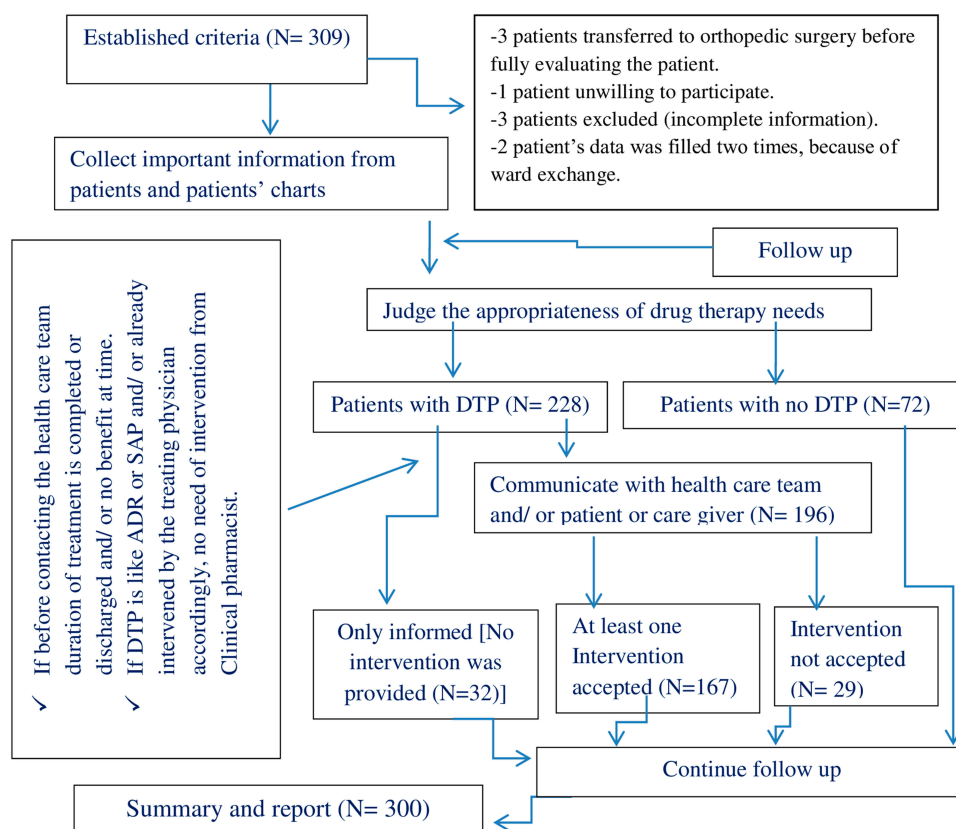 Established criteria (N= 309)
-3 patients transferred to orthopedic surgery before
fully evaluating the patient.
-1 patient unwilling to participate.
-3 patients excluded (incomplete information).
-2 patient's data was filled two times, because of
ward exchange.
Collect important information from
patients and patients' charts
Follow up
Judge the appropriateness of drug therapy needs
✓ If before contacting the health care team
duration of treatment is completed or
discharged and/ or no benefit at time.
✓ If DTP is like ADR or SAP and/ or already
intervened by the treating physician
accordingly, no need of intervention from
Clinical pharmacist.
Patients with DTP (N= 228)
Patients with no DTP (N=72)
Communicate with health care team
and/ or patient or care giver (N= 196)
Only informed [No
intervention was
provided (N=32)]
At least one
Intervention
accepted (N=167)
Intervention
not accepted
(N= 29)
Continue follow up
Summary and report (N= 300)